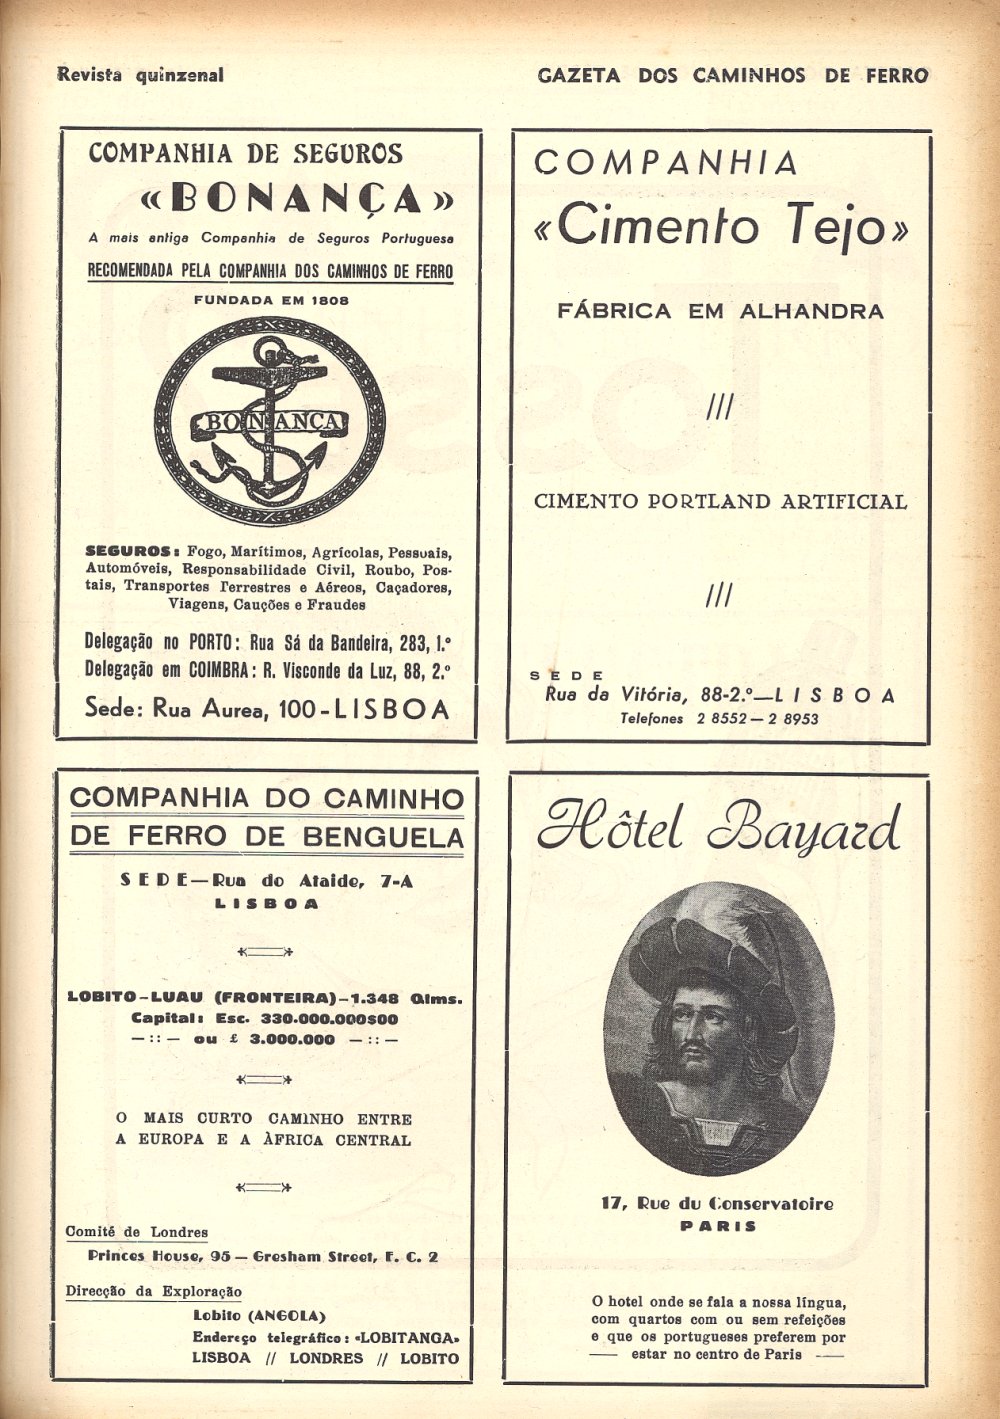 Revista quinzenal
GAZETA DOS CAMINHOS DE FERRO
COMPANHIA DE SEGUROS
«BONANÇA»
A mais antiga Companhia de Seguros Portuguesa
RECOMENDADA PELA COMPANHIA DOS CAMINHOS DE FERRO
FUNDADA EM 1808
BONANÇA
SEGUROS: Fogo, Marítimos, Agrícolas, Pessuais,
Automóveis, Responsabilidade Civil, Roubo, Pos-
tais, Transportes Terrestres e Aéreos, Caçadores,
Viagens, Cauções e Fraudes
Delegação no PORTO: Rua Sá da Bandeira, 283, 1.º
Delegação em COIMBRA: R. Visconde da Luz, 88, 2.º
Sede: Rua Aurea, 100 - LISBOA
COMPANHIA
«Cimento Tejo»
FÁBRICA EM ALHANDRA
///
CIMENTO PORTLAND ARTIFICIAL
///
SEDE
Rua da Vitória, 88-2.º — LISBOA
Telefones 2 8552 — 2 8953
COMPANHIA DO CAMINHO
DE FERRO DE BENGUELA
SEDE — Rua do Ataide, 7-A
LISBOA
LOBITO-LUAU (FRONTEIRA)-1.348 Qlms.
Capital: Esc. 330.000.000$00
— :: — ou £ 3.000.000 — :: —
O MAIS CURTO CAMINHO ENTRE
A EUROPA E A ÀFRICA CENTRAL
Comité de Londres
Princes House, 95 — Gresham Street, E. C. 2
Direcção da Exploração
Lobito (ANGOLA)
Endereço telegráfico: «LOBITANGA»
LISBOA // LONDRES // LOBITO
Hôtel Bayard
17, Rue du Conservatoire
PARIS
O hotel onde se fala a nossa língua,
com quartos com ou sem refeições
e que os portugueses preferem por
estar no centro de Paris